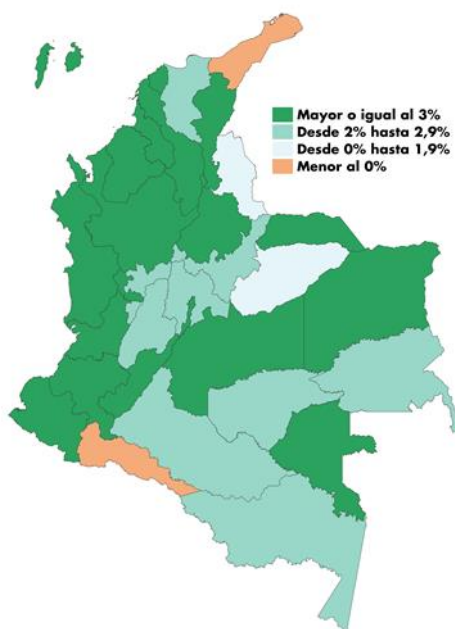 Mayor o igual al 3%
Desde 2% hasta 2,9%
Desde 0% hasta 1,9%
Menor al 0%